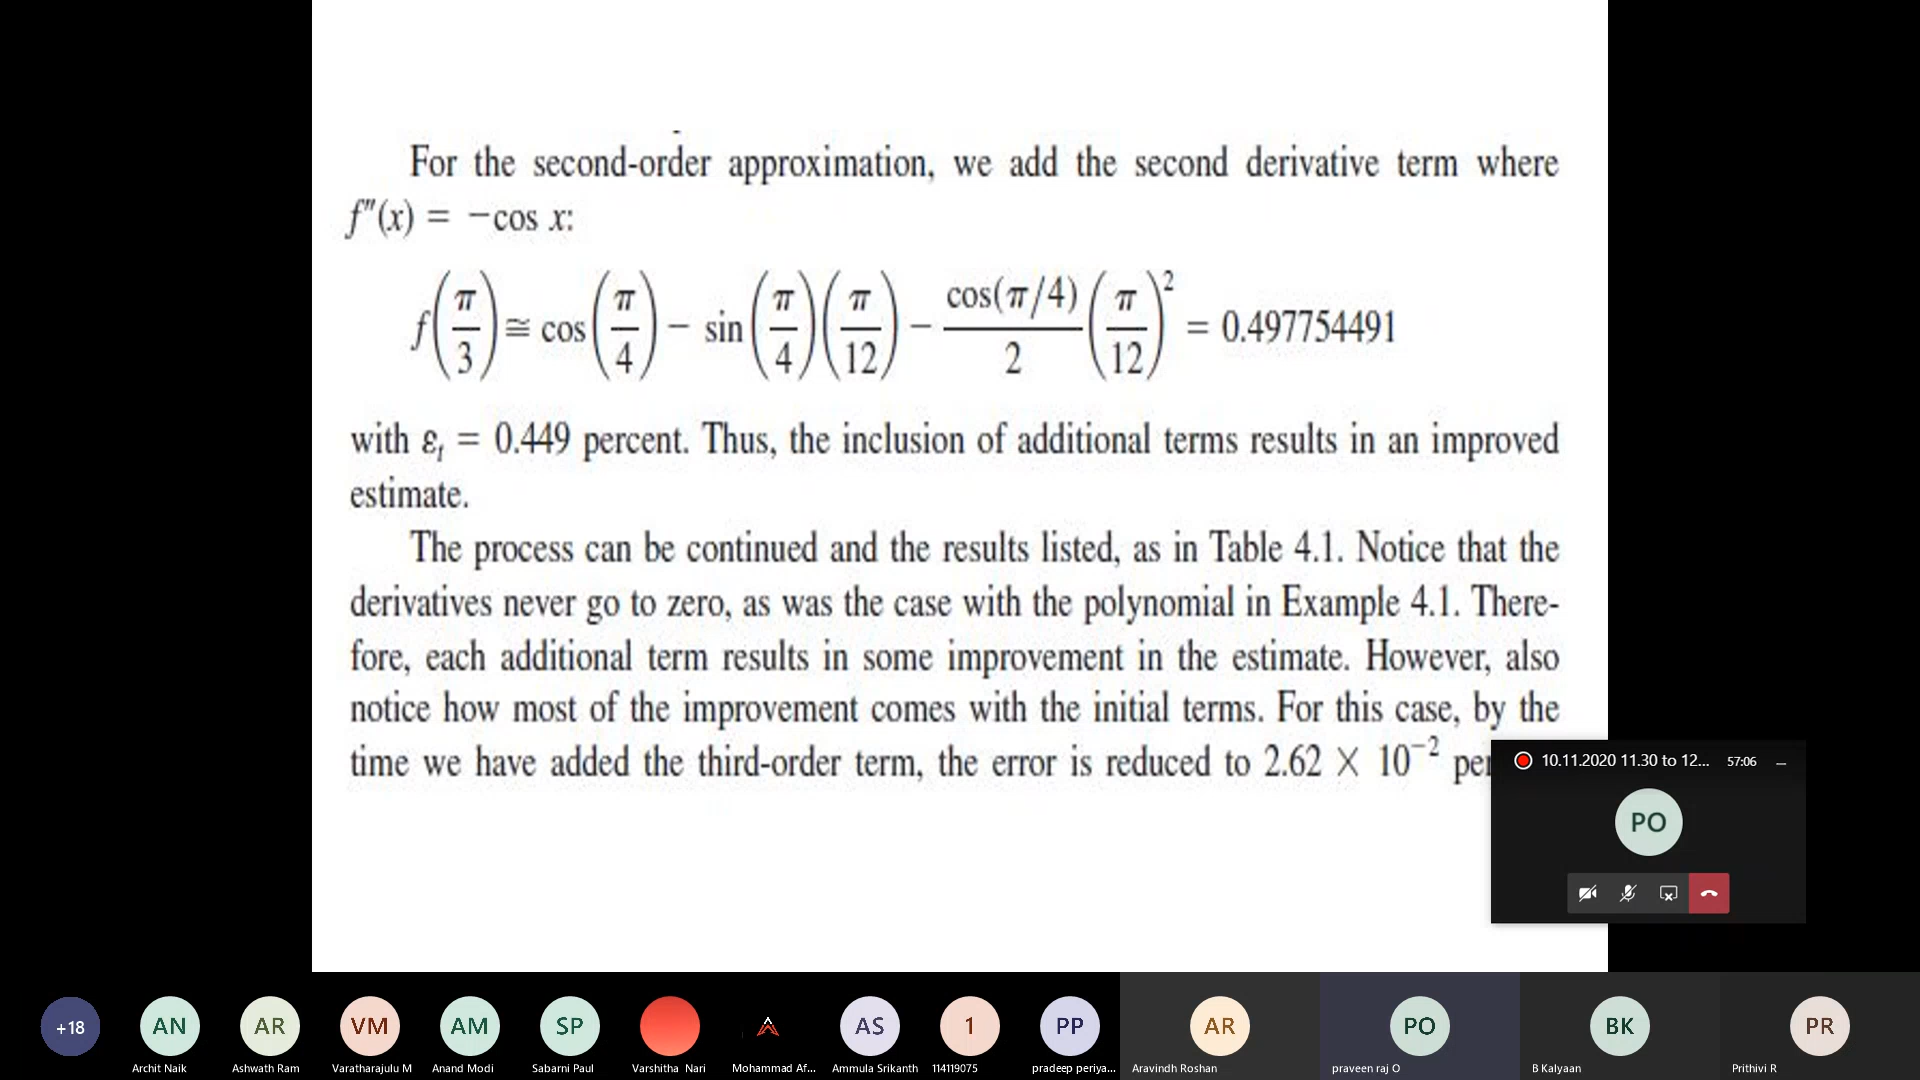 For the second-order approximation, we add the second derivative term where
f″(x) = −cos x:
f(π/3) ≅ cos(π/4) − sin(π/4)(π/12) − cos(π/4)/2 (π/12)² = 0.497754491
with εt = 0.449 percent. Thus, the inclusion of additional terms results in an improved
estimate.
The process can be continued and the results listed, as in Table 4.1. Notice that the
derivatives never go to zero, as was the case with the polynomial in Example 4.1. There-
fore, each additional term results in some improvement in the estimate. However, also
notice how most of the improvement comes with the initial terms. For this case, by the
time we have added the third-order term, the error is reduced to 2.62 × 10⁻²
10.11.2020 11.30 to 12... 57:06
PO
+18 AN AR VM AM SP AS 1 PP AR PO BK PR
Archit Naik Ashwath Ram Varatharajulu M Anand Modi Sabarni Paul Varshitha Nari Mohammad Af... Ammula Srikanth 114119075 pradeep periya... Aravindh Roshan praveen raj O B Kalyaan Prithivi R